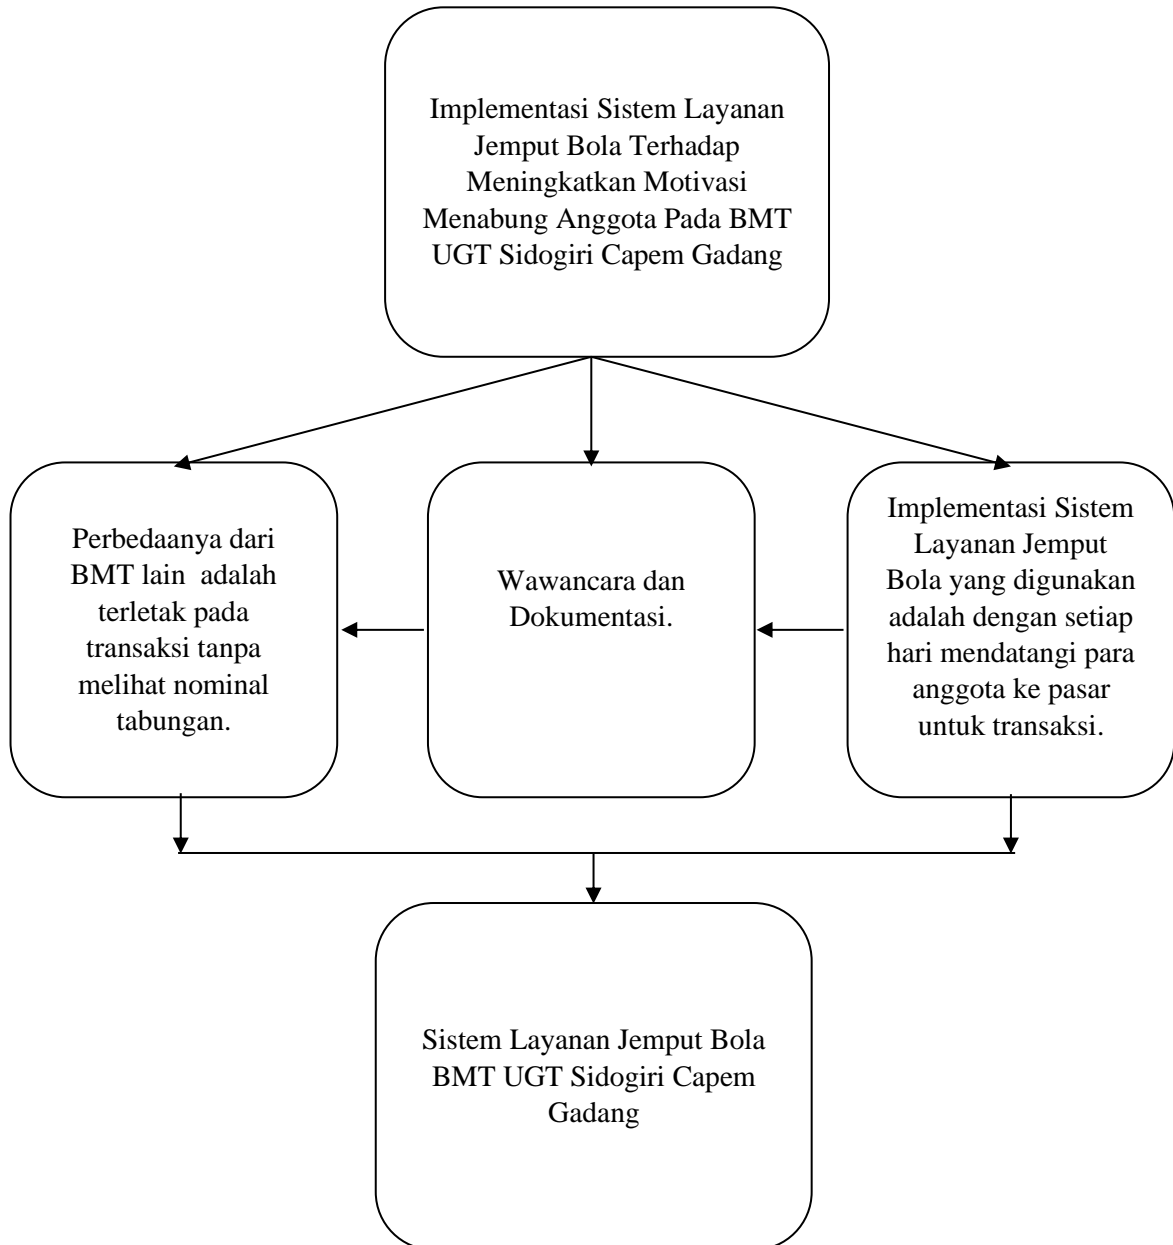 Implementasi Sistem Layanan
Jemput Bola Terhadap
Meningkatkan Motivasi
Menabung Anggota Pada BMT
UGT Sidogiri Capem Gadang
Perbedaanya dari
BMT lain adalah
terletak pada
transaksi tanpa
melihat nominal
tabungan.
Wawancara dan
Dokumentasi.
Implementasi Sistem
Layanan Jemput
Bola yang digunakan
adalah dengan setiap
hari mendatangi para
anggota ke pasar
untuk transaksi.
Sistem Layanan Jemput Bola
BMT UGT Sidogiri Capem
Gadang